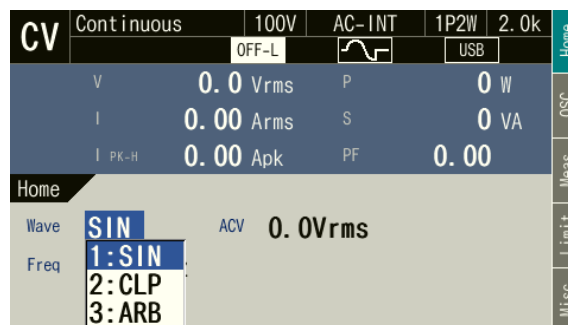 CV Continuous 100V AC-INT 1P2W 2.0k
OFF-L USB
V 0.0 Vrms P 0 W
I 0.00 Arms S 0 VA
I PK-H 0.00 Apk PF 0.00
Home
Wave SIN ACV 0.0Vrms
Freq
1:SIN
2:CLP
3:ARB
Home
OSC
Meas
Limit
Misc